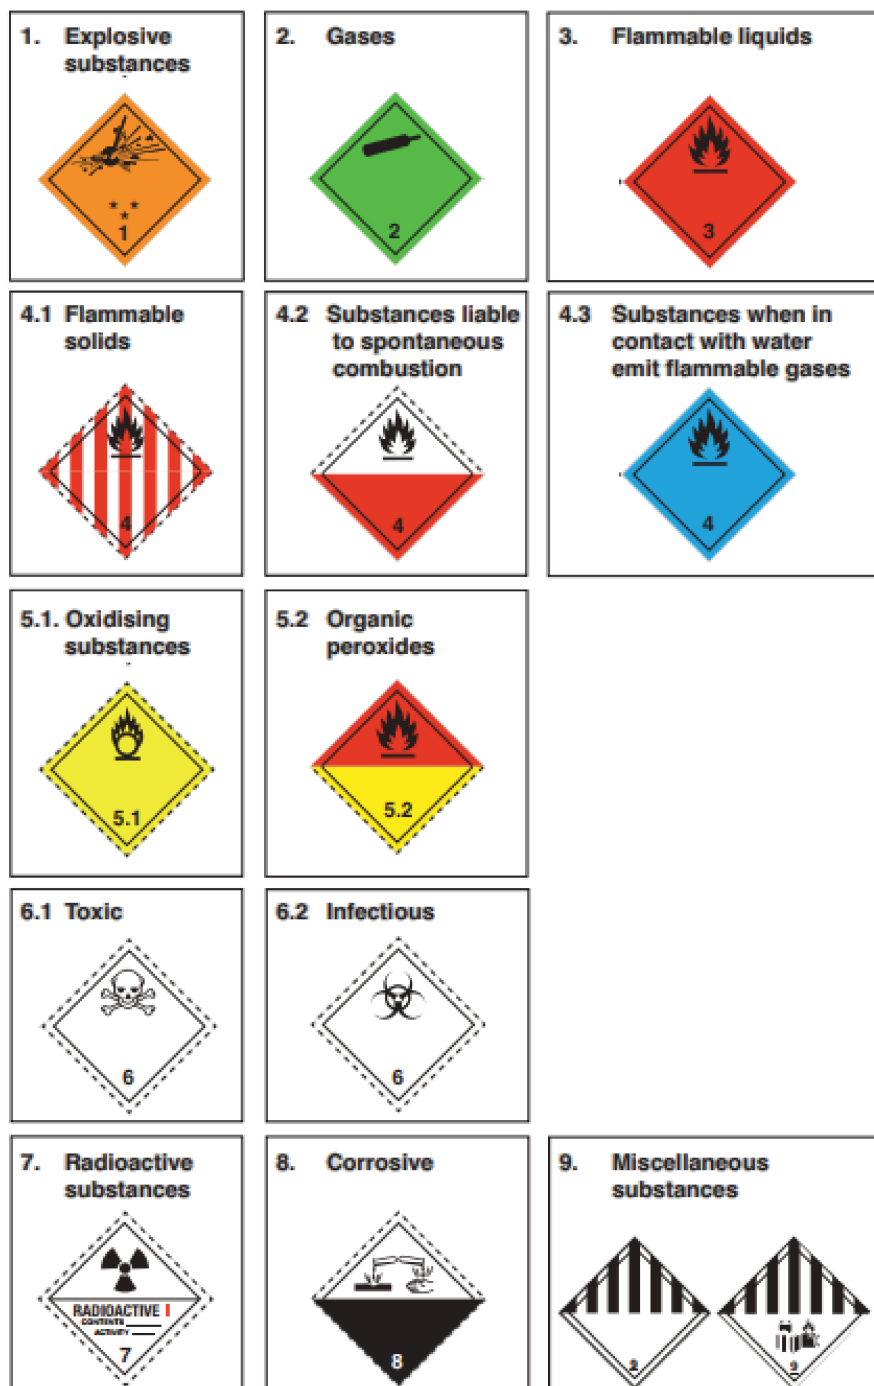 1. Explosive
substances
1
2. Gases
2
3. Flammable liquids
3
4.1 Flammable
solids
4
4.2 Substances liable
to spontaneous
combustion
4
4.3 Substances when in
contact with water
emit flammable gases
4
5.1. Oxidising
substances
5.1
5.2 Organic
peroxides
5.2
6.1 Toxic
6
6.2 Infectious
6
7. Radioactive
substances
RADIOACTIVE I
CONTENTS
ACTIVITY
7
8. Corrosive
8
9. Miscellaneous
substances
9